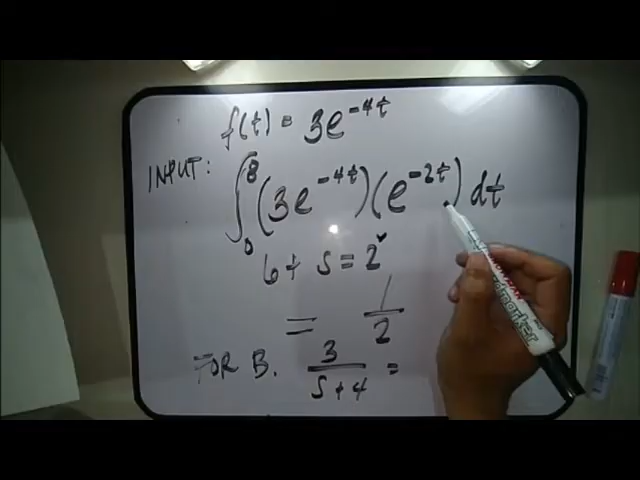 f(t) = 3e^-4t
INPUT: ∫_0^8 (3e^-4t)(e^-2t) dt
6+ s=2
= 1/2
FOR B. 3/s+4 =